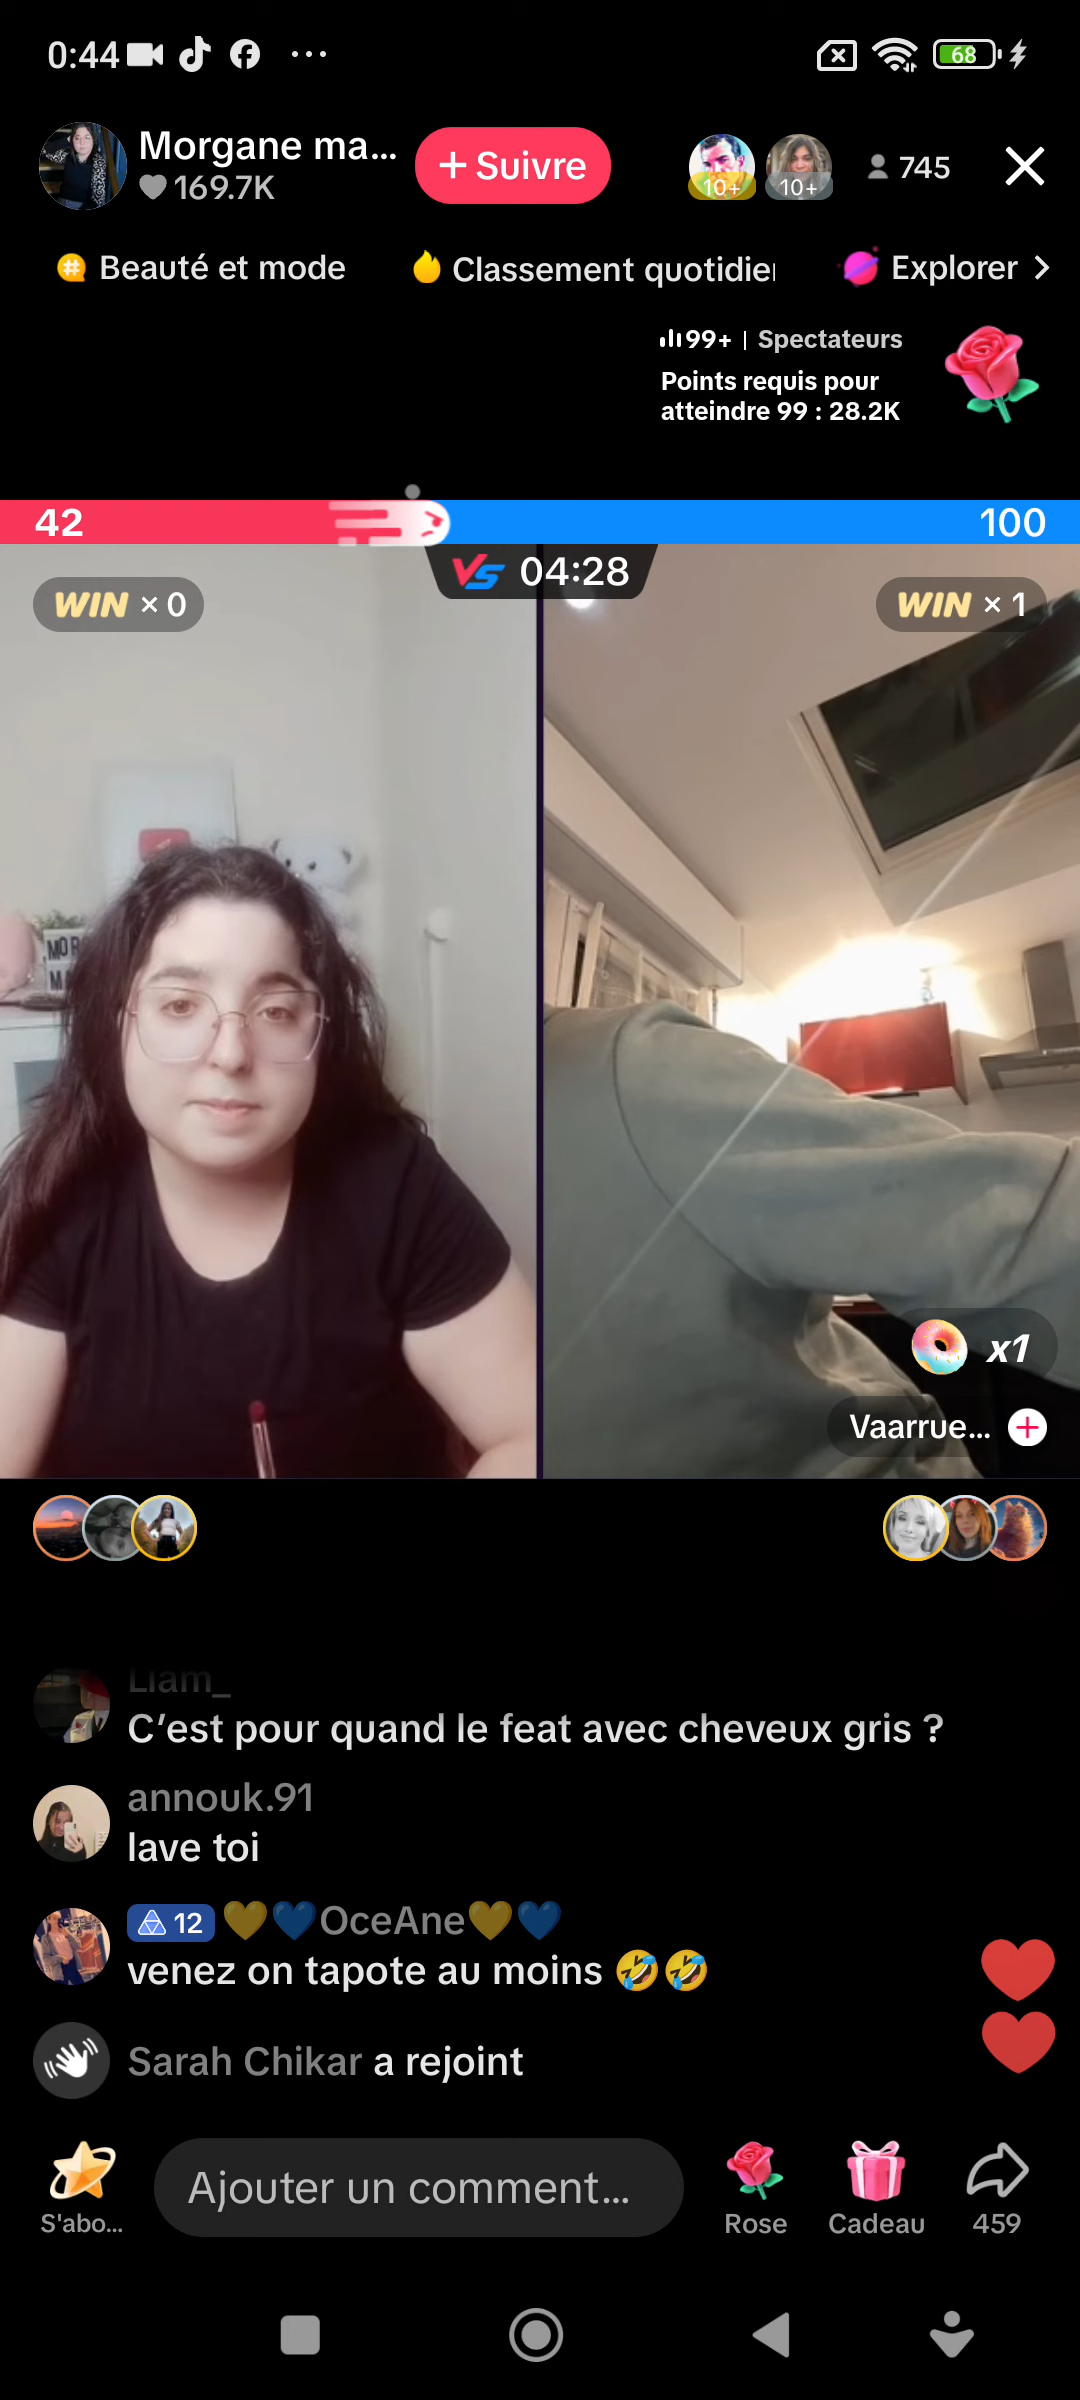 0:44
68
Morgane ma...
169.7K
+ Suivre
10+
10+
745
Beauté et mode
Classement quotidien
Explorer
99+ | Spectateurs
Points requis pour
atteindre 99 : 28.2K
42
100
VS 04:28
WIN × 0
WIN × 1
x1
Vaarrue...
Liam_
C’est pour quand le feat avec cheveux gris ?
annouk.91
lave toi
12 💛💙OceAne💛💙
venez on tapote au moins 🤣🤣
Sarah Chikar a rejoint
S'abo...
Ajouter un comment...
Rose
Cadeau
459